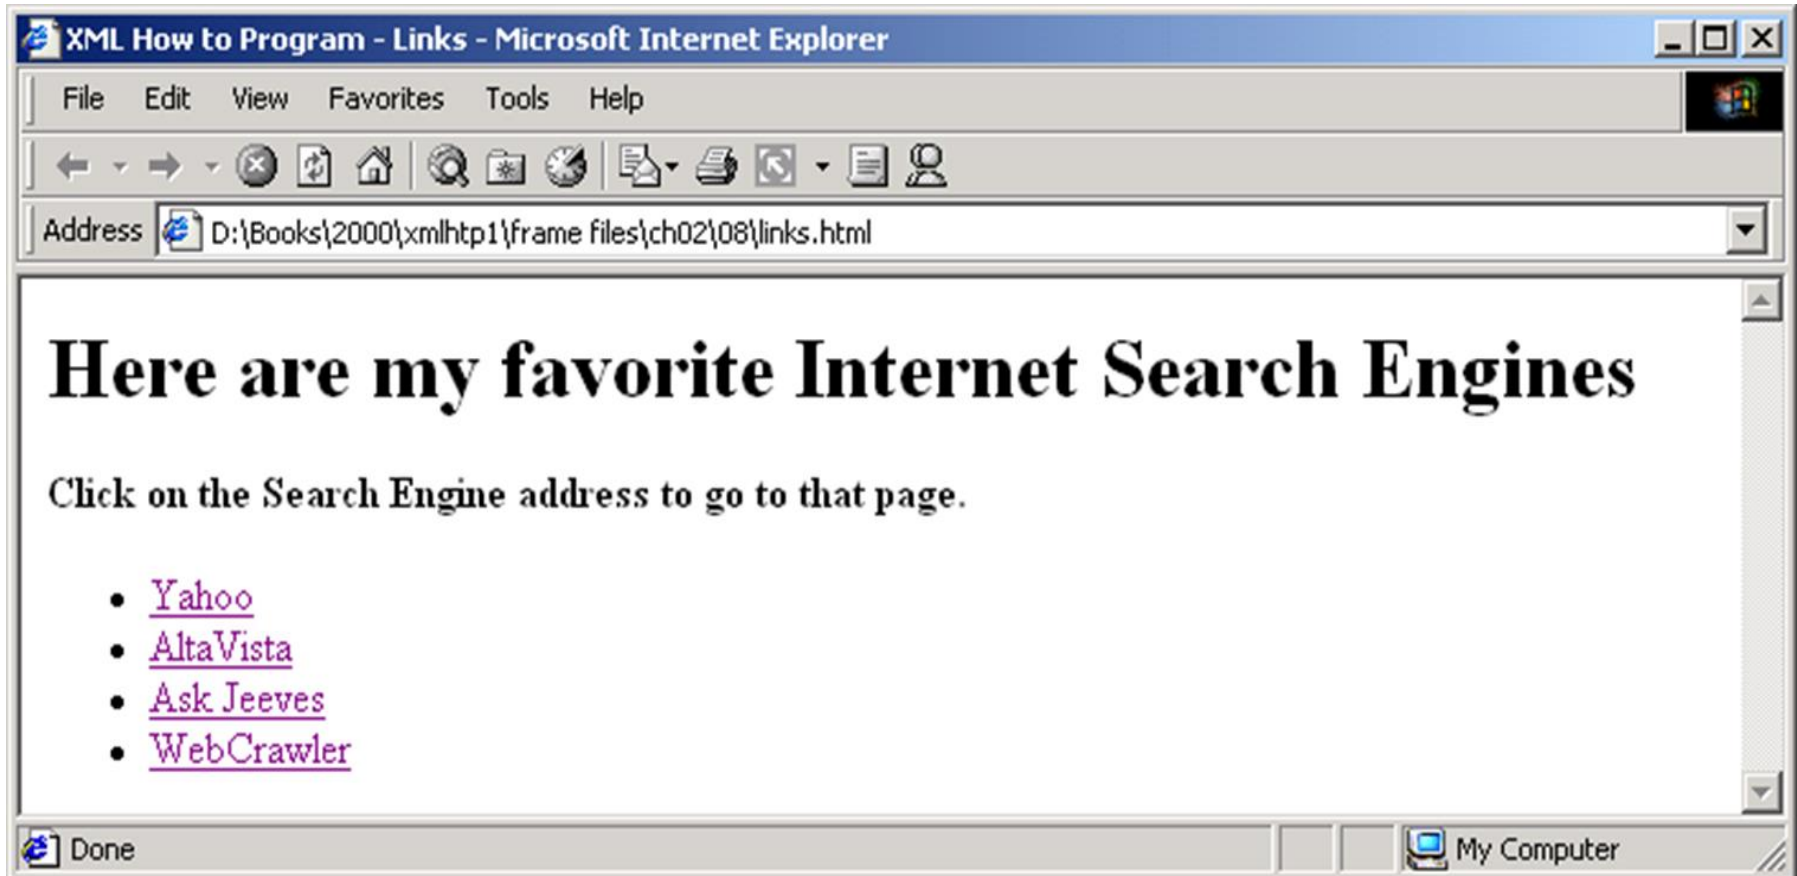 XML How to Program - Links - Microsoft Internet Explorer
File Edit View Favorites Tools Help
Address D:\Books\2000\xmlhtp1\frame files\ch02\08\links.html
Here are my favorite Internet Search Engines
Click on the Search Engine address to go to that page.
• Yahoo
• AltaVista
• Ask Jeeves
• WebCrawler
Done My Computer